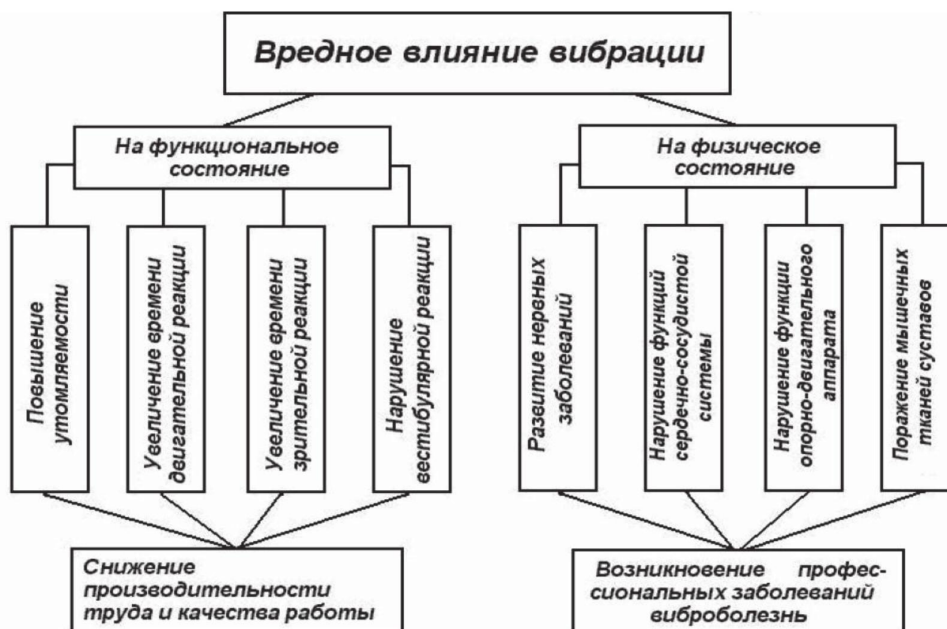 Вредное влияние вибрации
На функциональное
состояние
На физическое
состояние
Повышение
утомляемости
Увеличение времени
двигательной реакции
Увеличение времени
зрительной реакции
Нарушение
вестибулярной реакции
Развитие нервных
заболеваний
Нарушение функций
сердечно-сосудистой
системы
Нарушение функции
опорно-двигательного
аппарата
Поражение мышечных
тканей суставов
Снижение
производительности
труда и качества работы
Возникновение профес-
сиональных заболеваний
виброболезнь